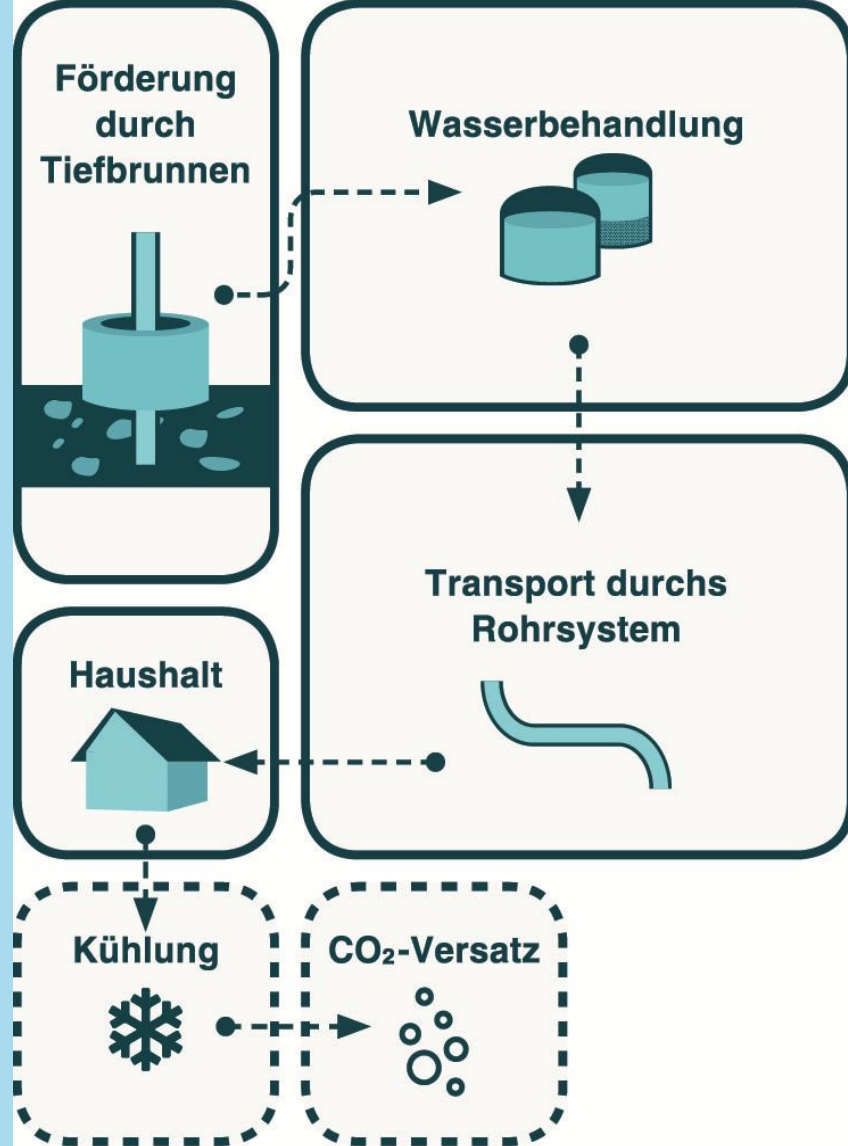 Förderung
durch
Tiefbrunnen
Wasserbehandlung
Transport durchs
Rohrsystem
Haushalt
Kühlung
CO₂-Versatz